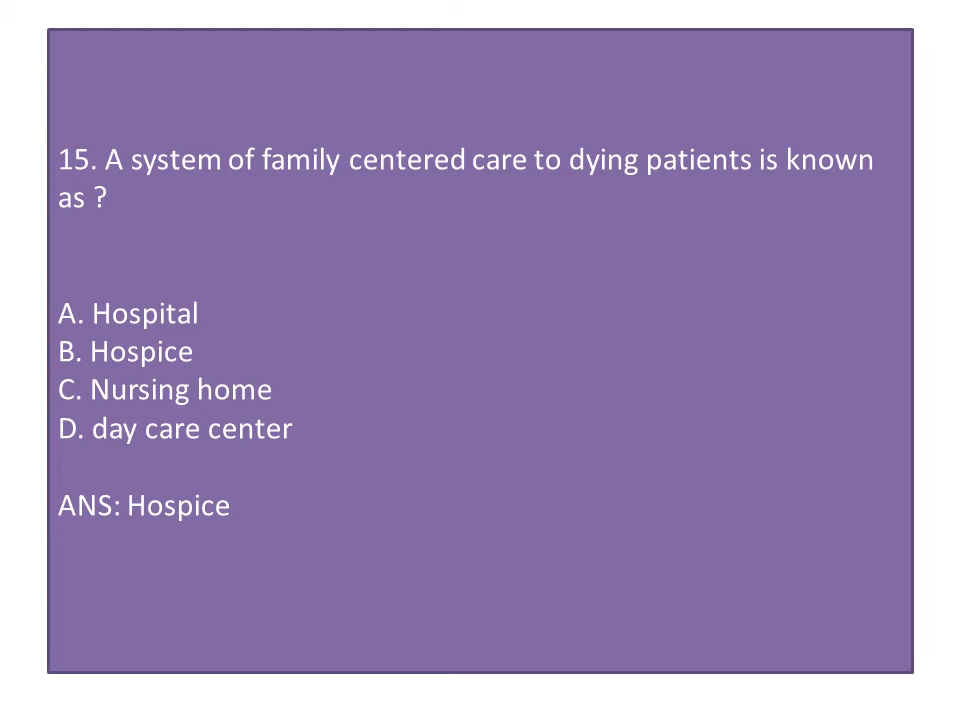 15. A system of family centered care to dying patients is known
as ?
A. Hospital
B. Hospice
C. Nursing home
D. day care center
ANS: Hospice